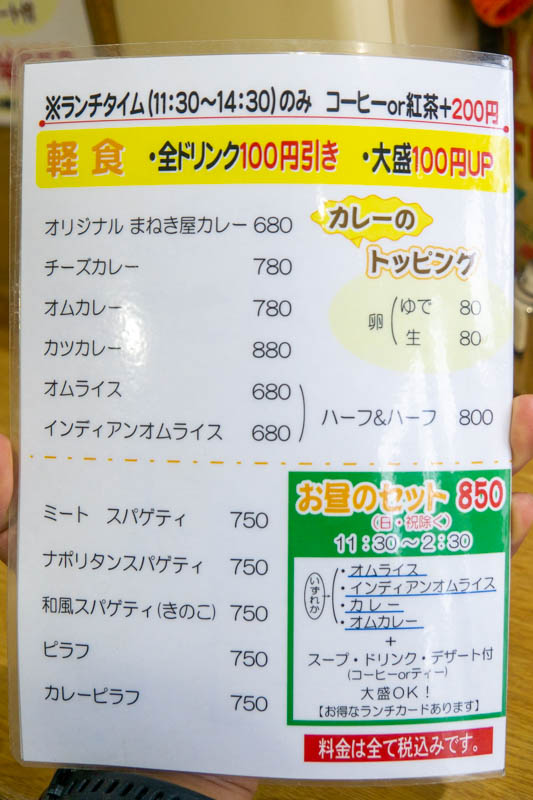 ※ランチタイム(11:30〜14:30)のみ　コーヒーor紅茶+200円
軽食　・全ドリンク100円引き　・大盛100円UP
オリジナル まねき屋カレー 680
チーズカレー 780
オムカレー 780
カツカレー 880
オムライス 680
インディアンオムライス 680
ハーフ&ハーフ 800
カレーの
トッピング
卵
ゆで 80
生 80
ミート スパゲティ 750
ナポリタンスパゲティ 750
和風スパゲティ(きのこ) 750
ピラフ 750
カレーピラフ 750
お昼のセット 850
(日・祝除く)
11:30〜2:30
いずれか
・オムライス
・インディアンオムライス
・カレー
・オムカレー
+
スープ・ドリンク・デザート付
(コーヒーorティー)
大盛OK!
【お得なランチカードあります】
料金は全て税込みです。